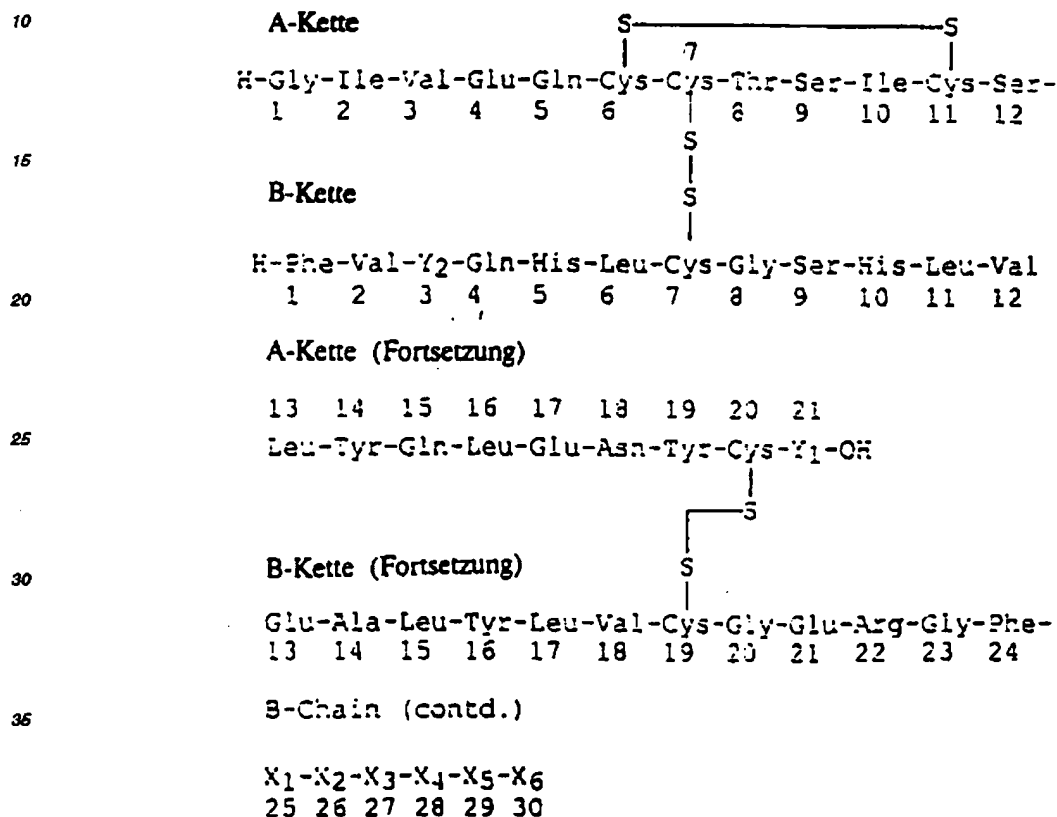 10 A-Kette S S
7
H-Gly-Ile-Val-Glu-Gln-Cys-Cys-Thr-Ser-Ile-Cys-Ser-
1 2 3 4 5 6 8 9 10 11 12
15 S
S
B-Kette
H-Phe-Val-Y2-Gln-His-Leu-Cys-Gly-Ser-His-Leu-Val
1 2 3 4 5 6 7 8 9 10 11 12
20
A-Kette (Fortsetzung)
13 14 15 16 17 18 19 20 21
25 Leu-Tyr-Gln-Leu-Glu-Asn-Tyr-Cys-Y1-OH
S
S
30 B-Kette (Fortsetzung)
Glu-Ala-Leu-Tyr-Leu-Val-Cys-Gly-Glu-Arg-Gly-Phe-
13 14 15 16 17 18 19 20 21 22 23 24
35 B-Chain (contd.)
X1-X2-X3-X4-X5-X6
25 26 27 28 29 30